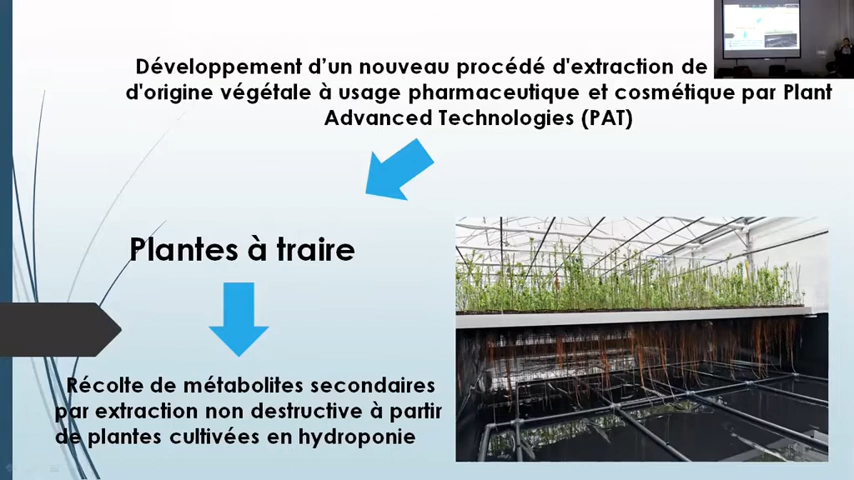 Développement d’un nouveau procédé d'extraction de
d'origine végétale à usage pharmaceutique et cosmétique par Plant
Advanced Technologies (PAT)
Plantes à traire
Récolte de métabolites secondaires
par extraction non destructive à partir
de plantes cultivées en hydroponie